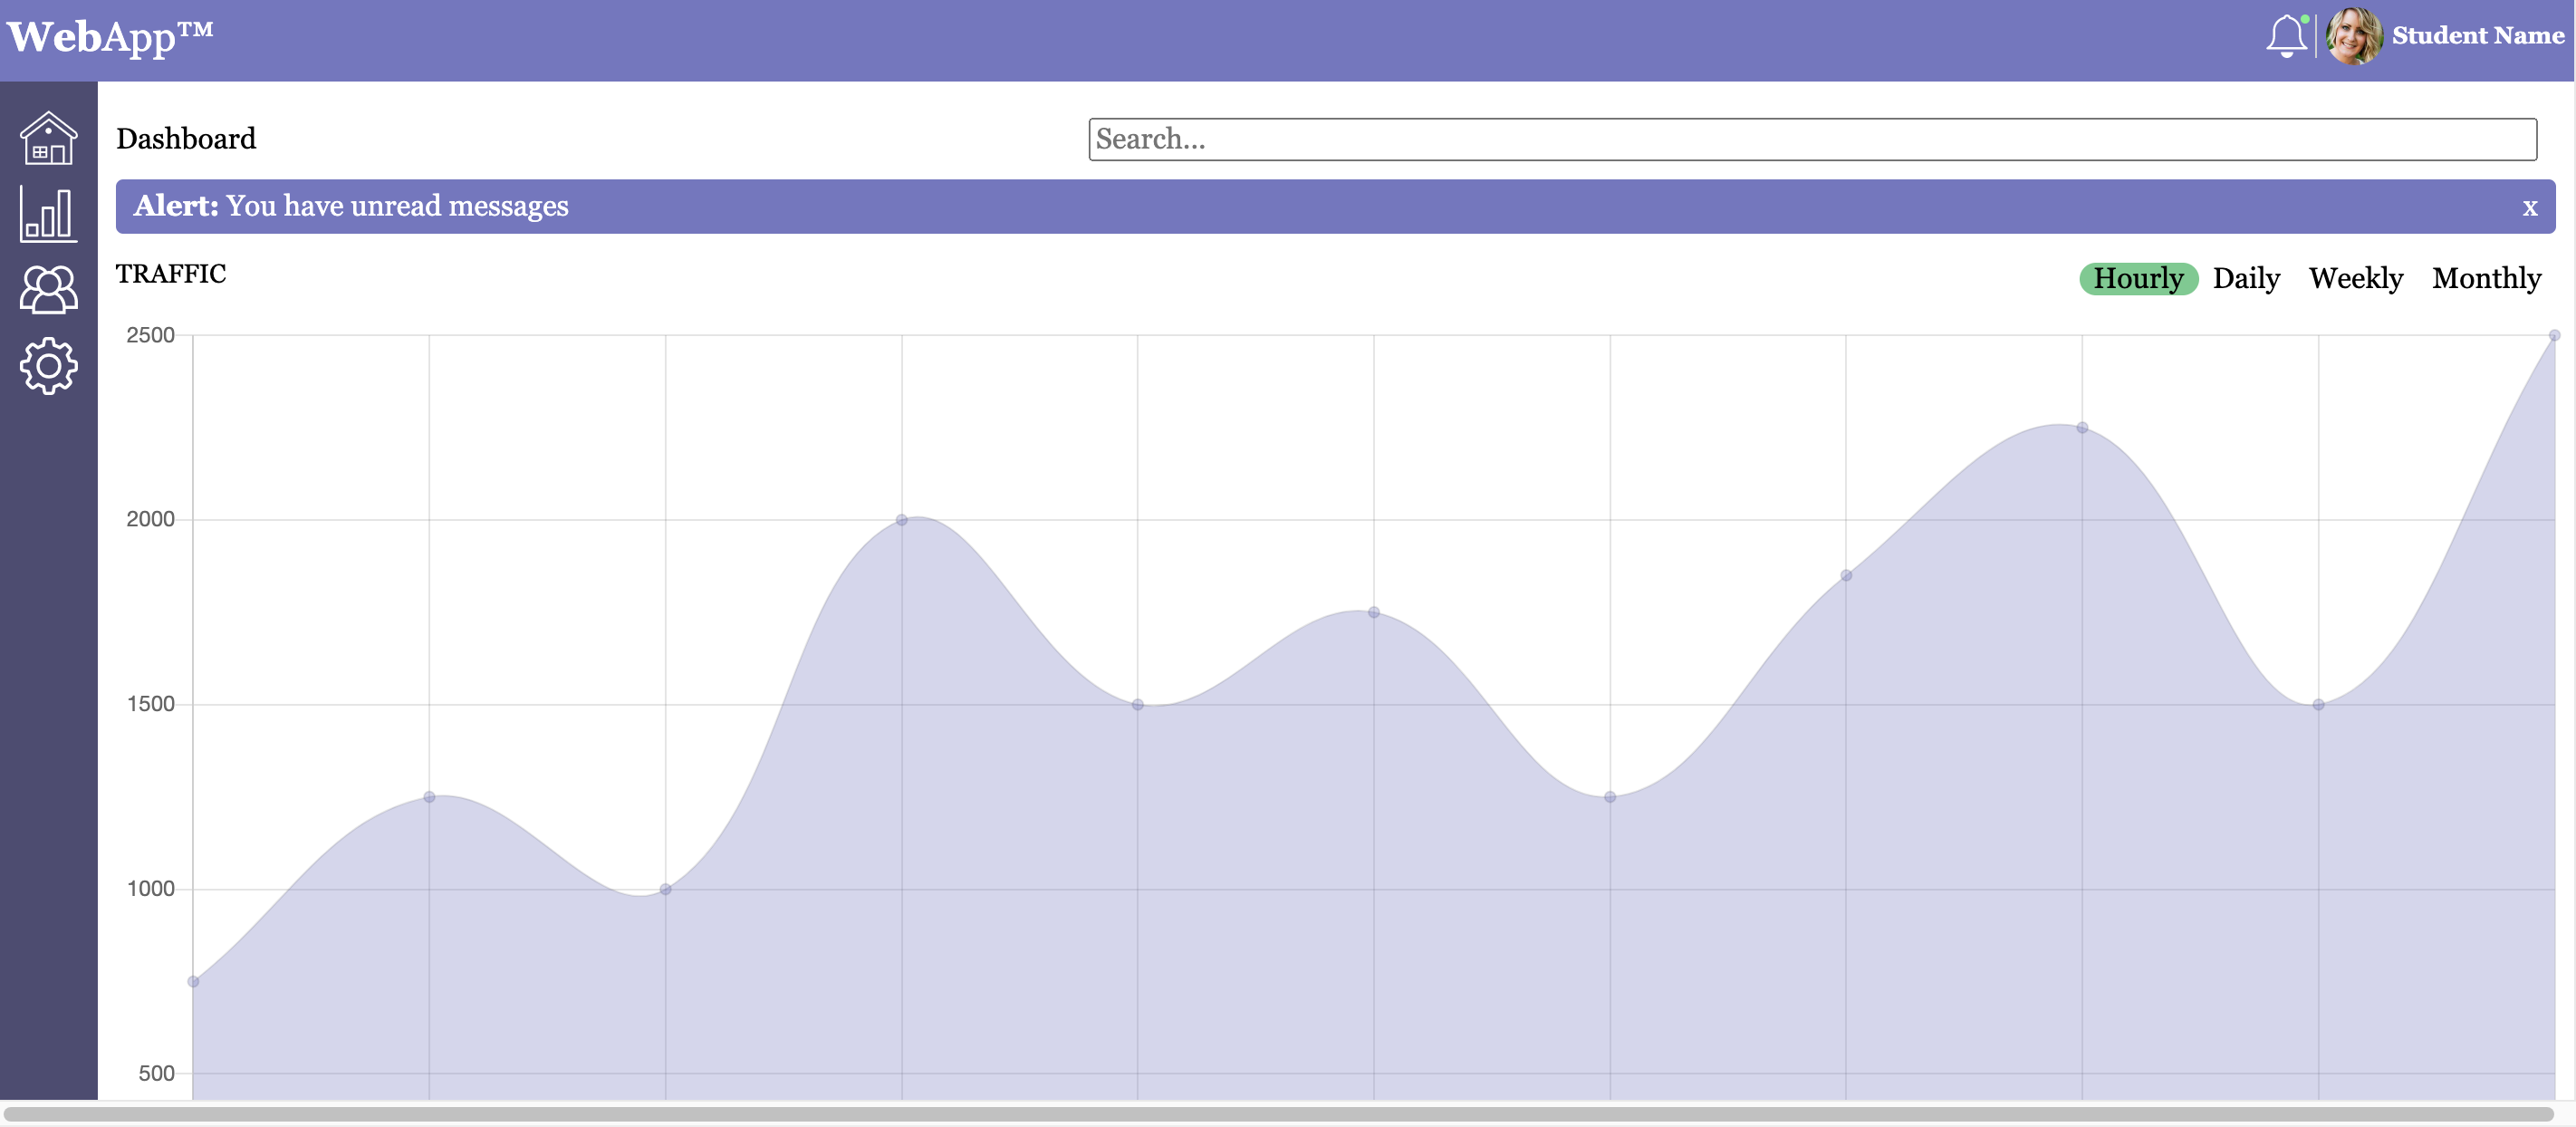 WebApp™
Student Name
Dashboard
Search...
Alert: You have unread messages
x
TRAFFIC
Hourly Daily Weekly Monthly
2500
2000
1500
1000
500